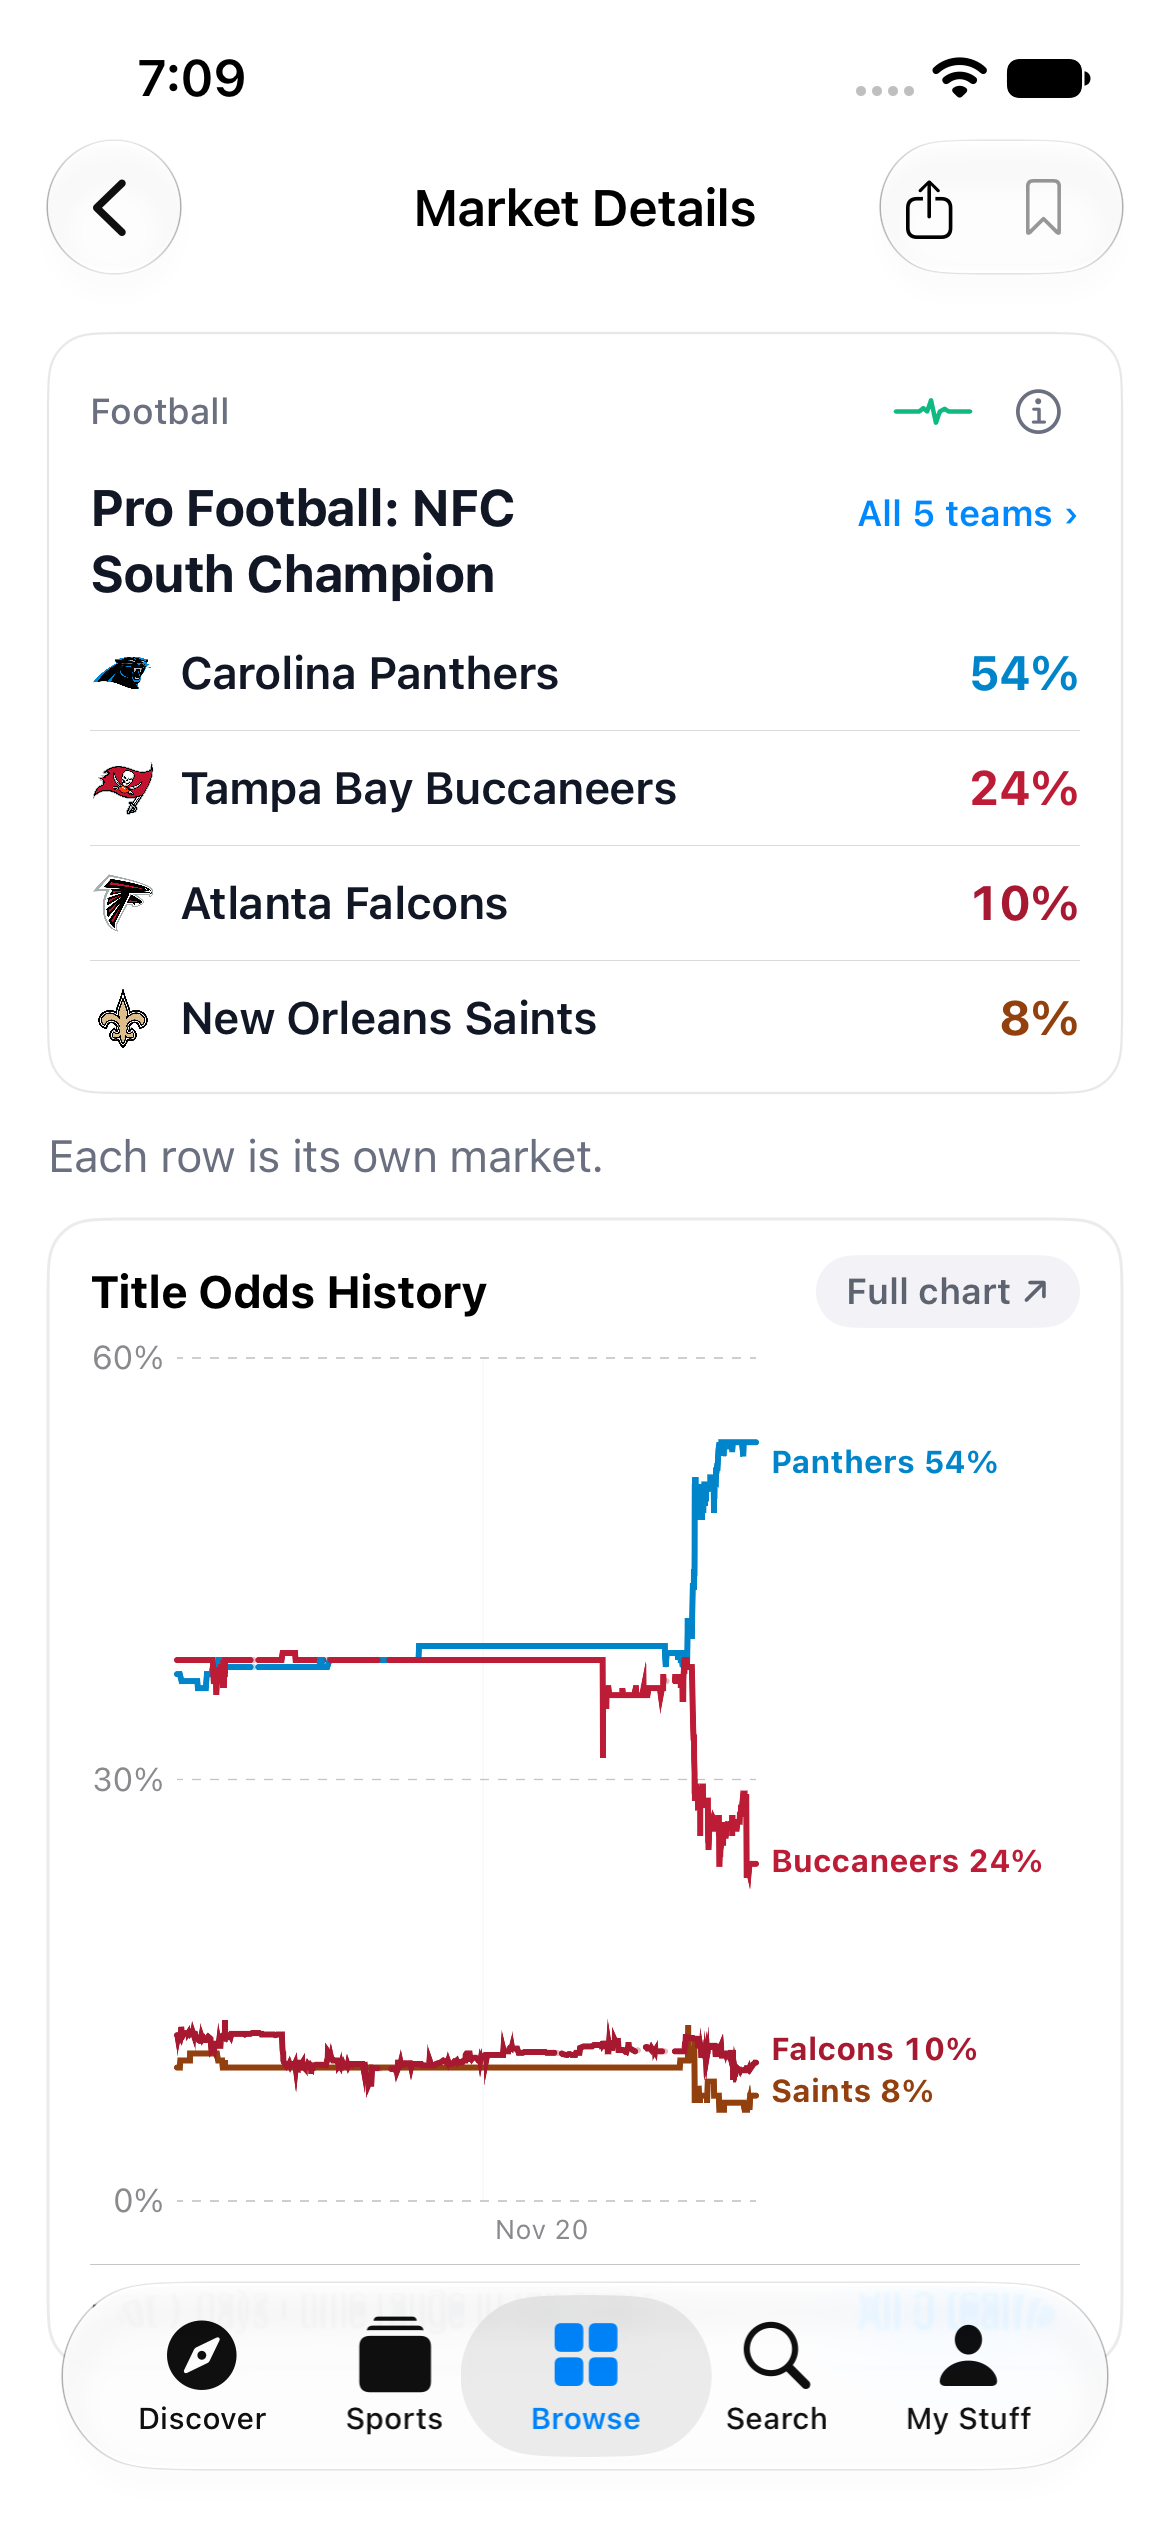 7:09
Market Details
Football
Pro Football: NFC
South Champion
All 5 teams ›
Carolina Panthers
54%
Tampa Bay Buccaneers
24%
Atlanta Falcons
10%
New Orleans Saints
8%
Each row is its own market.
Title Odds History
Full chart ↗
60%
Panthers 54%
30%
Buccaneers 24%
Falcons 10%
Saints 8%
0%
Nov 20
Discover
Sports
Browse
Search
My Stuff